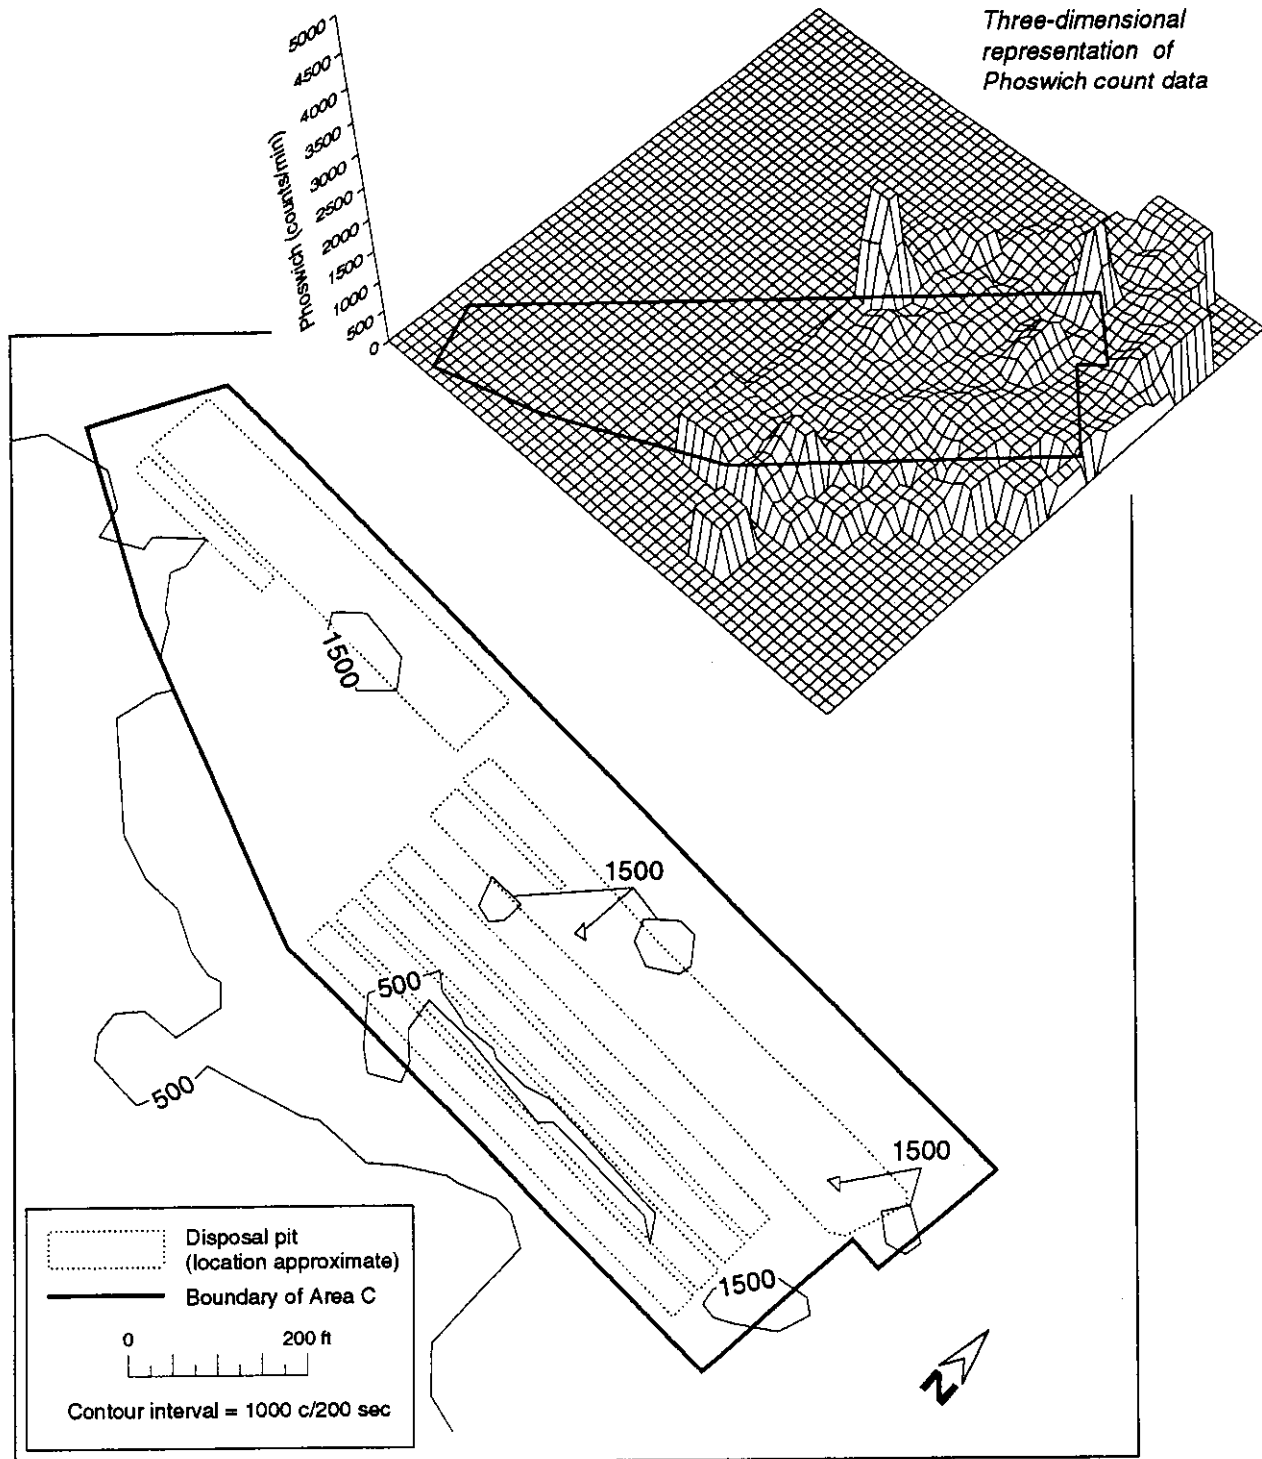 Three-dimensional
representation of
Phoswich count data
Phoswich (counts/min)
5000
4500
4000
3500
3000
2500
2000
1500
1000
500
0
1500
1500
500
500
1500
1500
Disposal pit
(location approximate)
Boundary of Area C
0 200 ft
Contour interval = 1000 c/200 sec
N